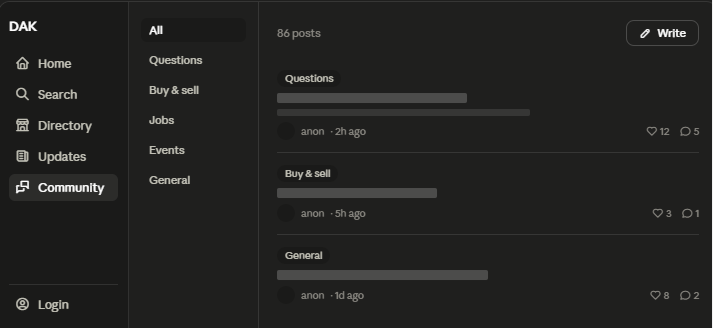 DAK
Home
Search
Directory
Updates
Community
Login
All
Questions
Buy & sell
Jobs
Events
General
86 posts
Write
Questions
anon · 2h ago
12
5
Buy & sell
anon · 5h ago
3
1
General
anon · 1d ago
8
2